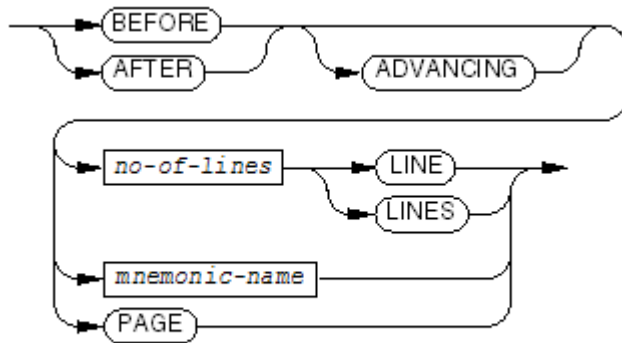 BEFORE
AFTER
ADVANCING
no-of-lines
LINE
LINES
mnemonic-name
PAGE